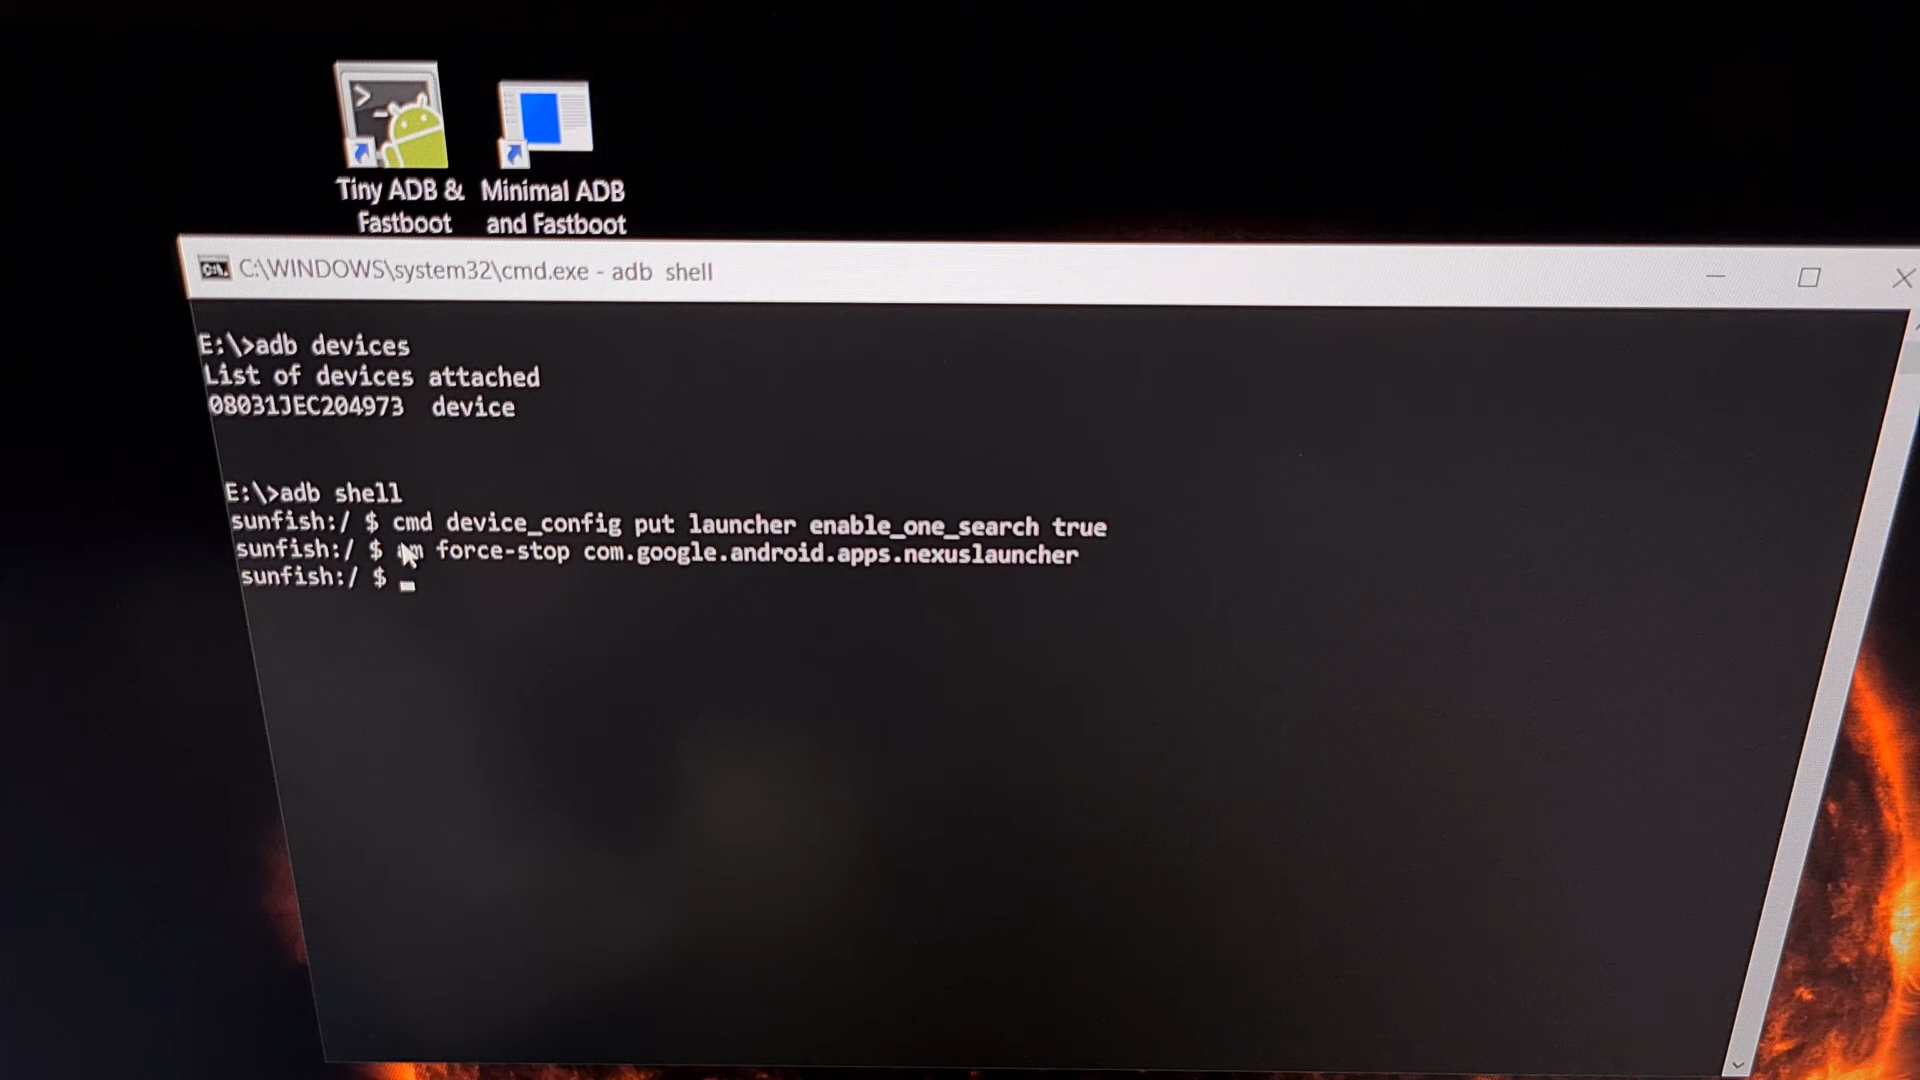 Tiny ADB &
Fastboot
Minimal ADB
and Fastboot
C:\WINDOWS\system32\cmd.exe - adb shell
E:\>adb devices
List of devices attached
08031JEC204973 device
E:\>adb shell
sunfish:/ $ cmd device_config put launcher enable_one_search true
sunfish:/ $ force-stop com.google.android.apps.nexuslauncher
sunfish:/ $